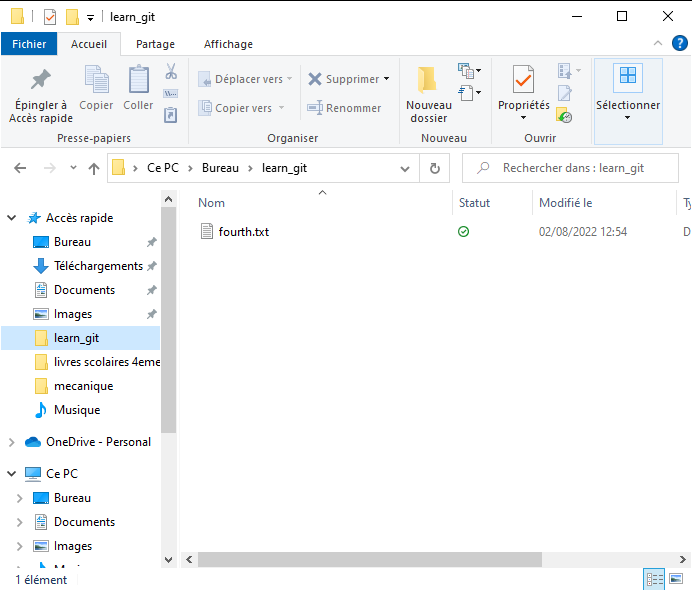 learn_git
Fichier Accueil Partage Affichage
Épingler à Accès rapide
Copier
Coller
Presse-papiers
Déplacer vers
Copier vers
Supprimer
Renommer
Organiser
Nouveau dossier
Nouveau
Propriétés
Ouvrir
Sélectionner
Ce PC Bureau learn_git
Rechercher dans : learn_git
Nom Statut Modifié le Ty
fourth.txt 02/08/2022 12:54 D
Accès rapide
Bureau
Téléchargements
Documents
Images
learn_git
livres scolaires 4eme
mecanique
Musique
OneDrive - Personal
Ce PC
Bureau
Documents
Images
1 élément